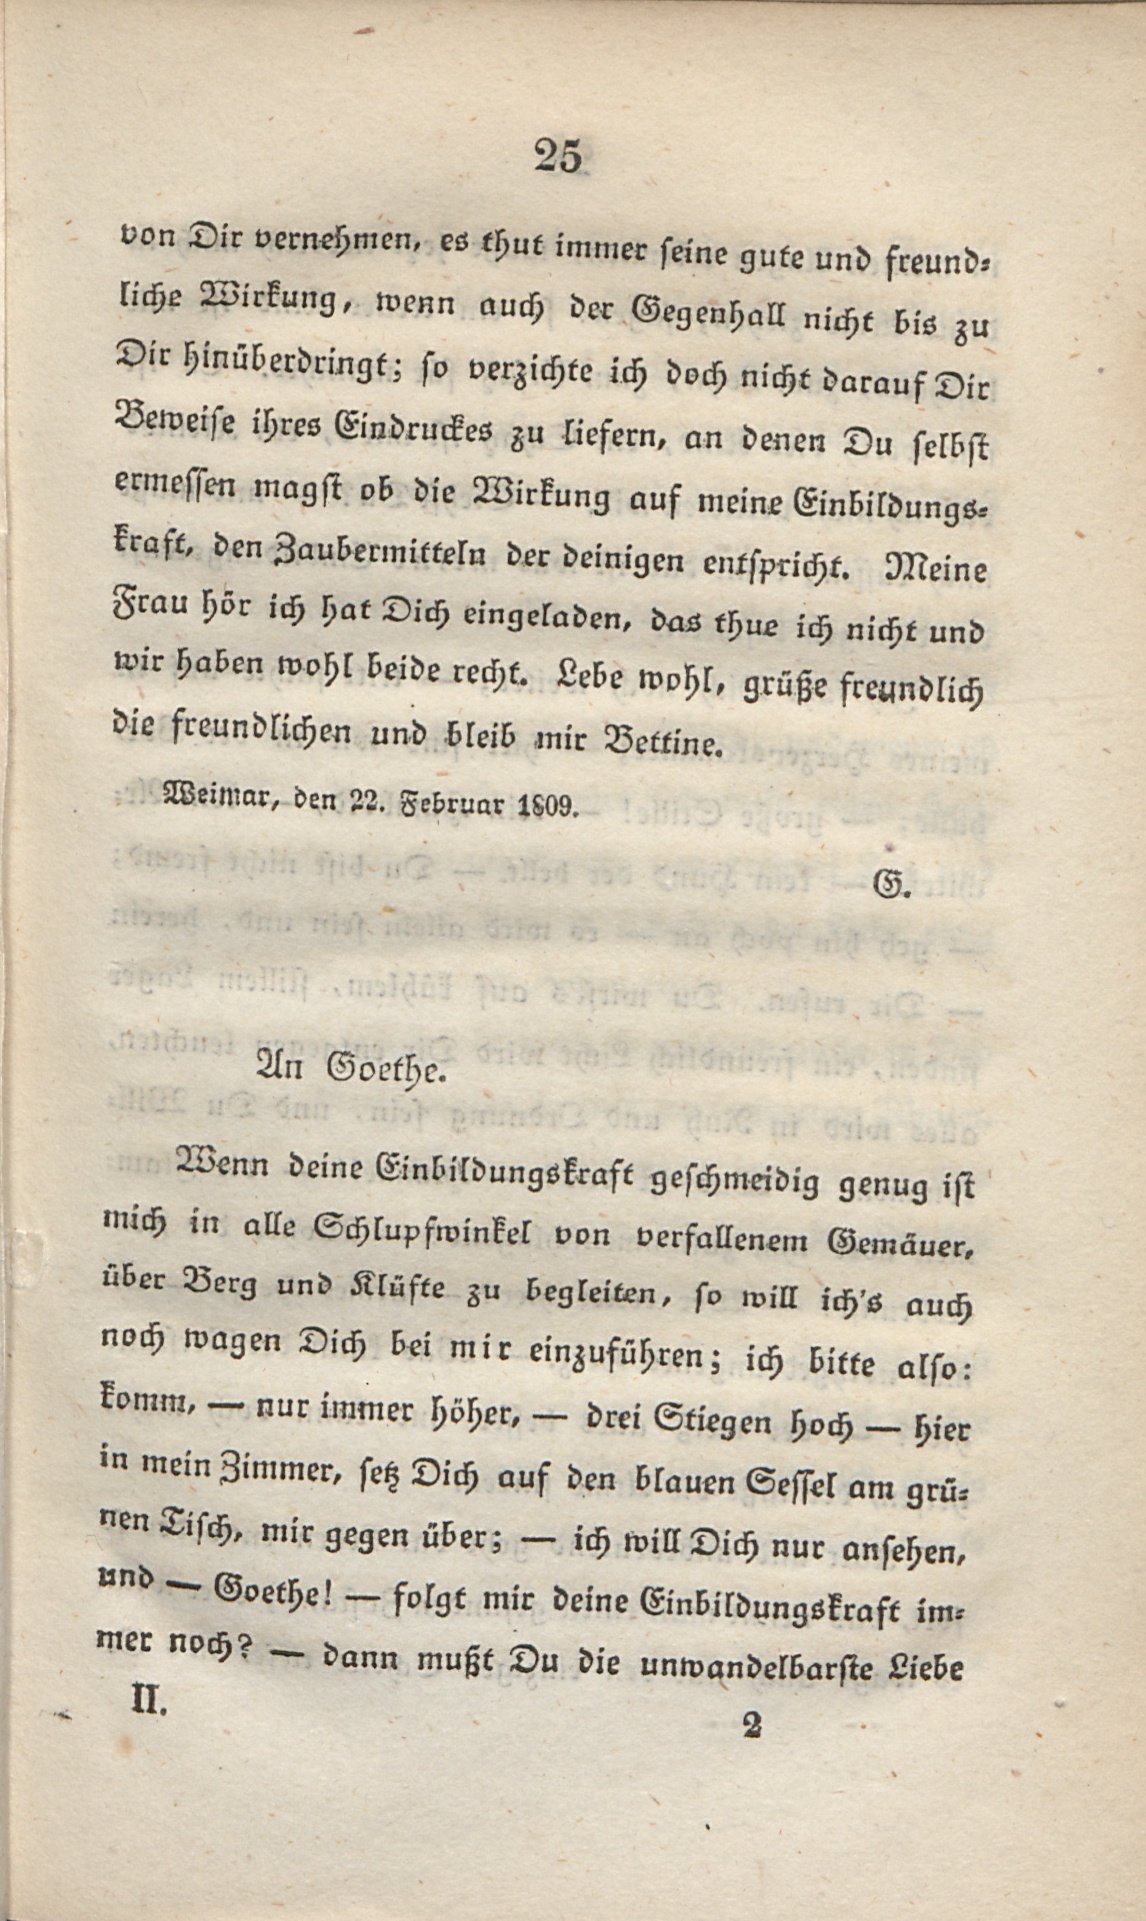 25
von Dir vernehmen, es thut immer seine gute und freund-
liche Wirkung, wenn auch der Gegenhall nicht bis zu
Dir hinüberdringt; so verzichte ich doch nicht darauf Dir
Beweise ihres Eindruckes zu liefern, an denen Du selbst
ermessen magst ob die Wirkung auf meine Einbildungs-
kraft, den Zaubermitteln der deinigen entspricht. Meine
Frau hör ich hat Dich eingeladen, das thue ich nicht und
wir haben wohl beide recht. Lebe wohl, grüße freundlich
die freundlichen und bleib mir Bettine.
Weimar, den 22. Februar 1809.
G.
An Goethe.
Wenn deine Einbildungskraft geschmeidig genug ist
mich in alle Schlupfwinkel von verfallenem Gemäuer,
über Berg und Klüfte zu begleiten, so will ich's auch
noch wagen Dich bei mir einzuführen; ich bitte also:
komm, — nur immer höher, — drei Stiegen hoch — hier
in mein Zimmer, setz Dich auf den blauen Sessel am grü-
nen Tisch, mir gegen über; — ich will Dich nur ansehen,
und — Goethe! — folgt mir deine Einbildungskraft im-
mer noch? — dann mußt Du die unwandelbarste Liebe
II.
2